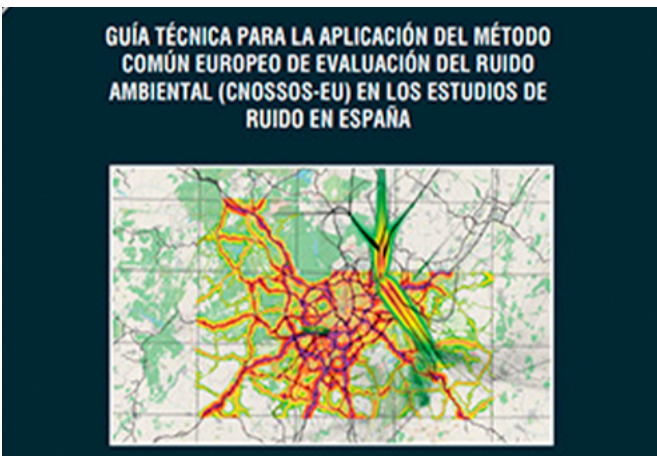 GUÍA TÉCNICA PARA LA APLICACIÓN DEL MÉTODO
COMÚN EUROPEO DE EVALUACIÓN DEL RUIDO
AMBIENTAL (CNOSSOS-EU) EN LOS ESTUDIOS DE
RUIDO EN ESPAÑA